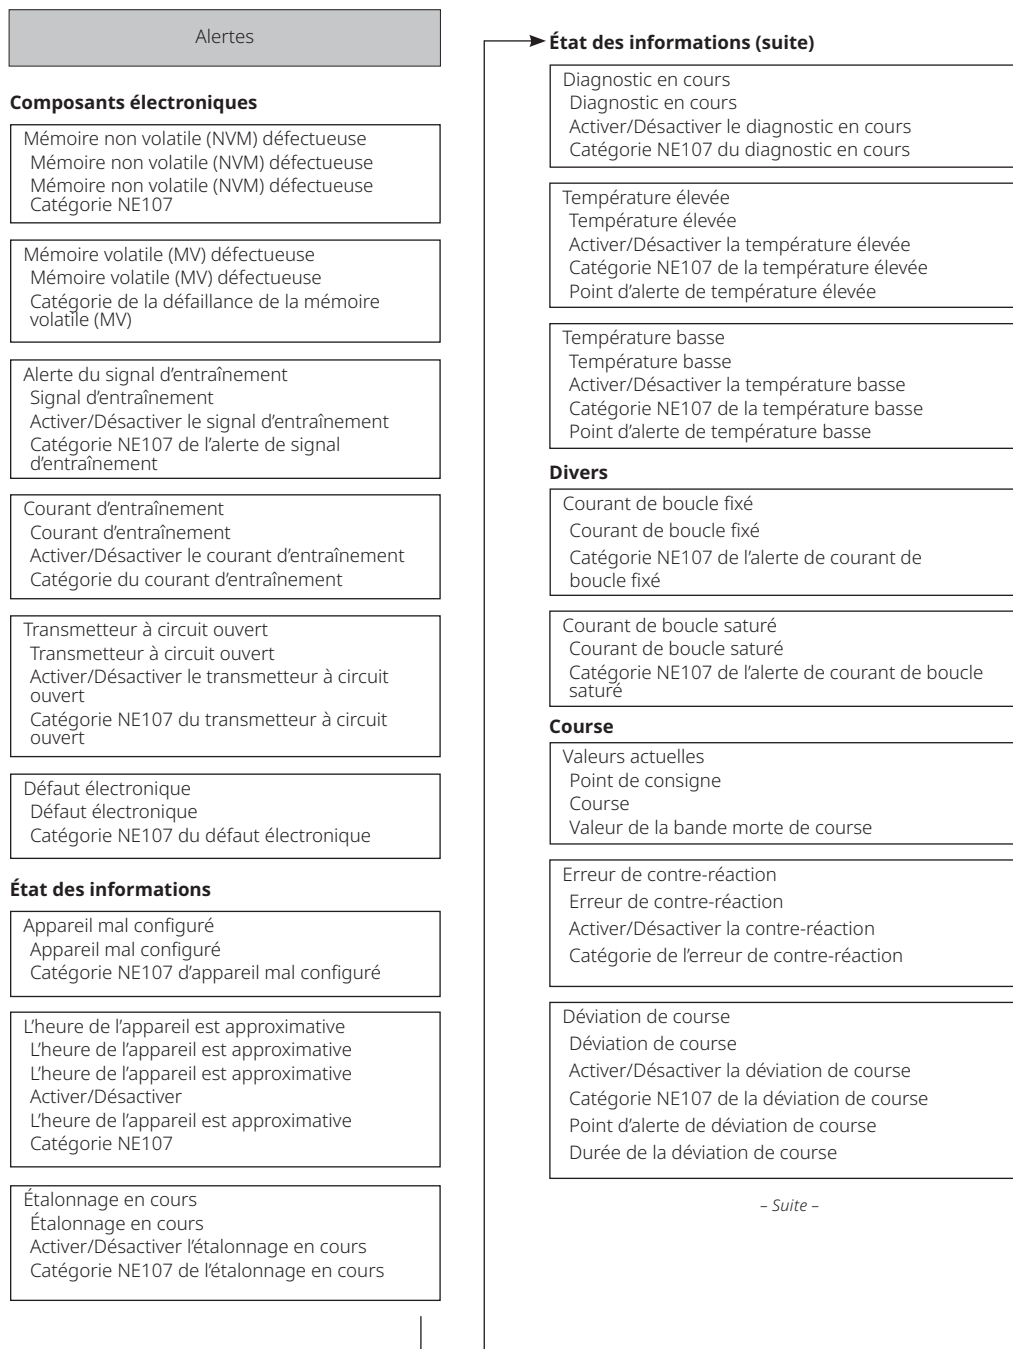 Alertes
Composants électroniques
Mémoire non volatile (NVM) défectueuse
Mémoire non volatile (NVM) défectueuse
Mémoire non volatile (NVM) défectueuse
Catégorie NE107
Mémoire volatile (MV) défectueuse
Mémoire volatile (MV) défectueuse
Catégorie de la défaillance de la mémoire
volatile (MV)
Alerte du signal d’entraînement
Signal d’entraînement
Activer/Désactiver le signal d’entraînement
Catégorie NE107 de l’alerte de signal
d’entraînement
Courant d’entraînement
Courant d’entraînement
Activer/Désactiver le courant d’entraînement
Catégorie du courant d’entraînement
Transmetteur à circuit ouvert
Transmetteur à circuit ouvert
Activer/Désactiver le transmetteur à circuit
ouvert
Catégorie NE107 du transmetteur à circuit
ouvert
Défaut électronique
Défaut électronique
Catégorie NE107 du défaut électronique
État des informations
Appareil mal configuré
Appareil mal configuré
Catégorie NE107 d’appareil mal configuré
L’heure de l’appareil est approximative
L’heure de l’appareil est approximative
L’heure de l’appareil est approximative
Activer/Désactiver
L’heure de l’appareil est approximative
Catégorie NE107
Étalonnage en cours
Étalonnage en cours
Activer/Désactiver l’étalonnage en cours
Catégorie NE107 de l’étalonnage en cours
État des informations (suite)
Diagnostic en cours
Diagnostic en cours
Activer/Désactiver le diagnostic en cours
Catégorie NE107 du diagnostic en cours
Température élevée
Température élevée
Activer/Désactiver la température élevée
Catégorie NE107 de la température élevée
Point d’alerte de température élevée
Température basse
Température basse
Activer/Désactiver la température basse
Catégorie NE107 de la température basse
Point d’alerte de température basse
Divers
Courant de boucle fixé
Courant de boucle fixé
Catégorie NE107 de l’alerte de courant de
boucle fixé
Courant de boucle saturé
Courant de boucle saturé
Catégorie NE107 de l’alerte de courant de boucle
saturé
Course
Valeurs actuelles
Point de consigne
Course
Valeur de la bande morte de course
Erreur de contre-réaction
Erreur de contre-réaction
Activer/Désactiver la contre-réaction
Catégorie de l’erreur de contre-réaction
Déviation de course
Déviation de course
Activer/Désactiver la déviation de course
Catégorie NE107 de la déviation de course
Point d’alerte de déviation de course
Durée de la déviation de course
– Suite –